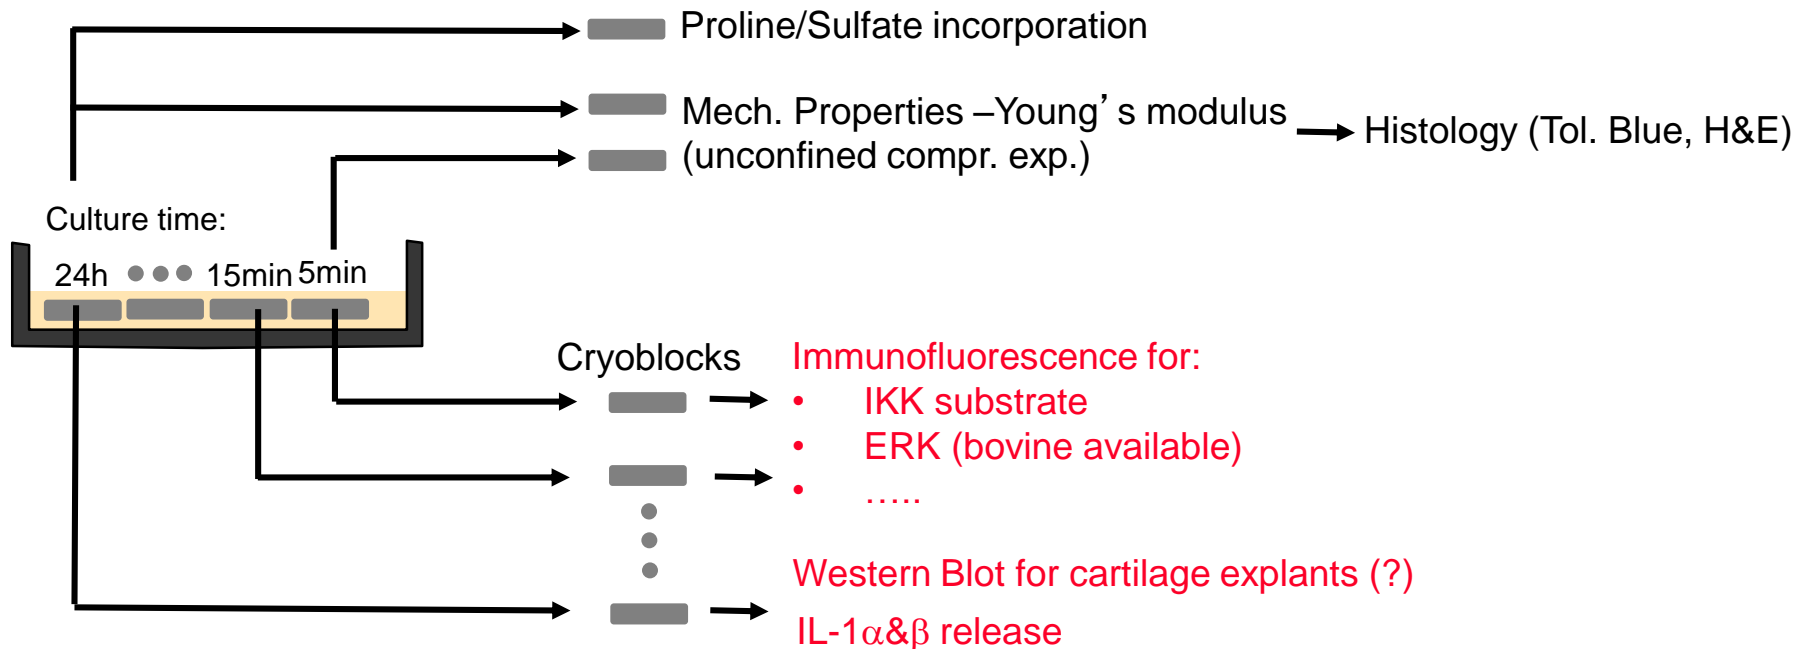 Proline/Sulfate incorporation
Mech. Properties –Young’s modulus
(unconfined compr. exp.)
Histology (Tol. Blue, H&E)
Culture time:
24h
15min
5min
Cryoblocks
Immunofluorescence for:
• IKK substrate
• ERK (bovine available)
• …..
Western Blot for cartilage explants (?)
IL-1α&β release